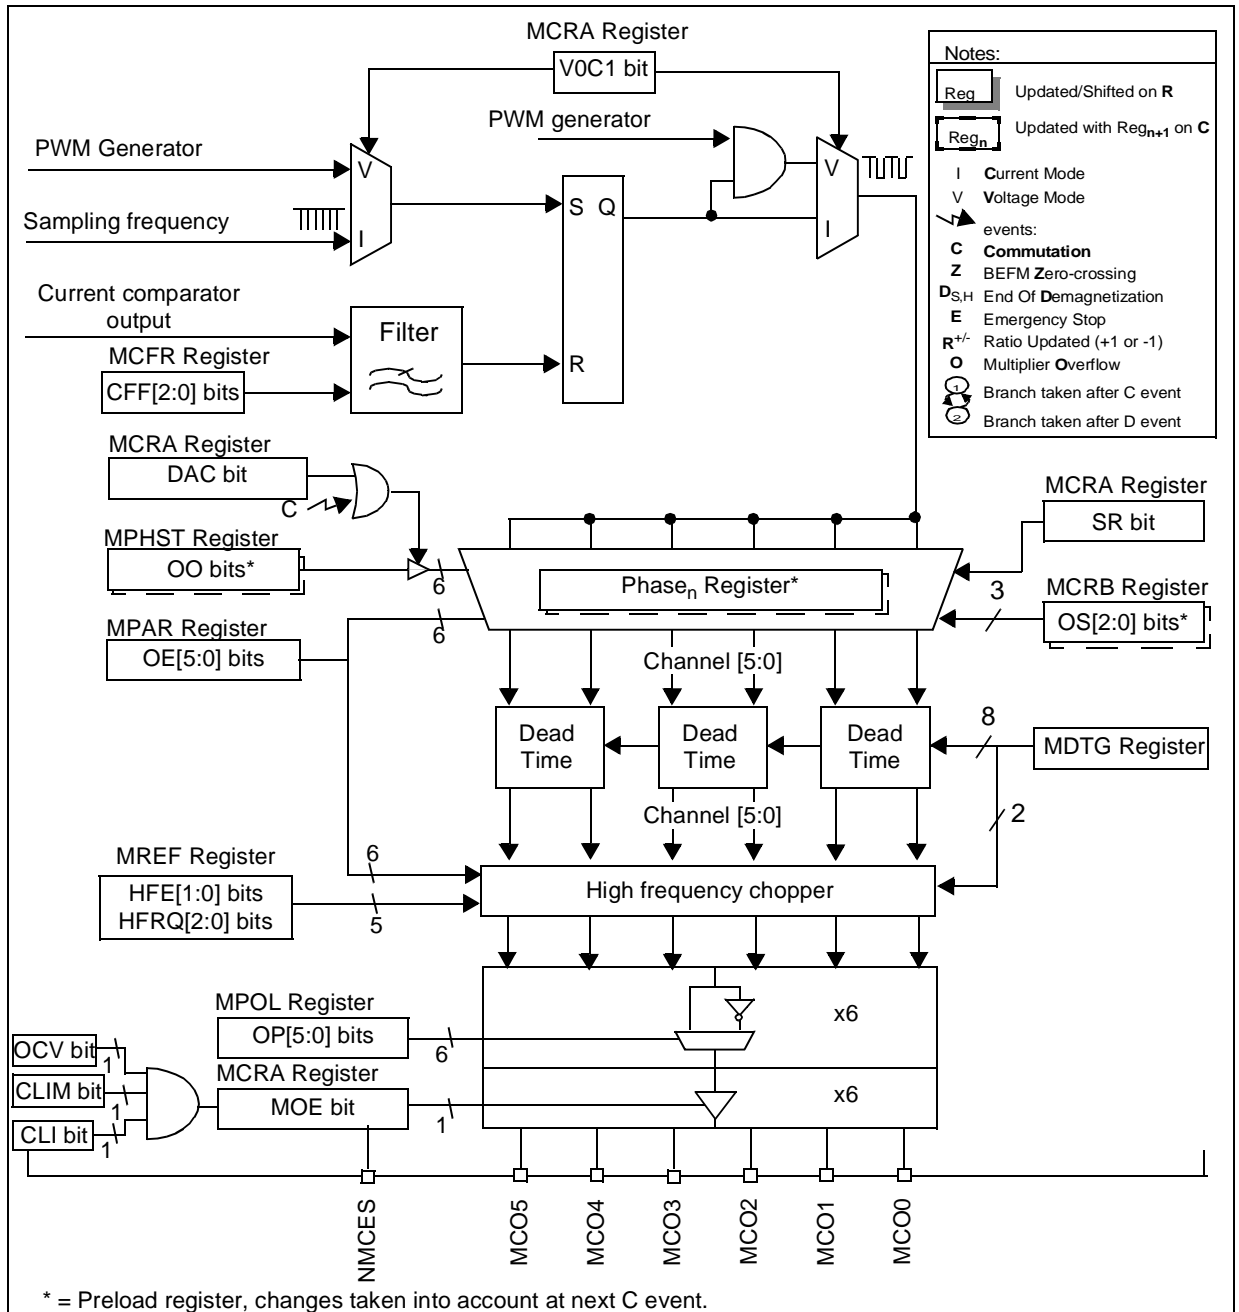 MCRA Register
V0C1 bit
PWM generator
PWM Generator
V
Sampling frequency
I
S Q
R
V
I
Current comparator
output
Filter
MCFR Register
CFF[2:0] bits
Notes:
Reg
Updated/Shifted on R
Regn
Updated with Regn+1 on C
I Current Mode
V Voltage Mode
events:
C Commutation
Z BEFM Zero-crossing
DS,H End Of Demagnetization
E Emergency Stop
R+/- Ratio Updated (+1 or -1)
O Multiplier Overflow
1
Branch taken after C event
2
Branch taken after D event
MCRA Register
DAC bit
C
MPHST Register
OO bits*
6
MPAR Register
OE[5:0] bits
6
Phasen Register*
MCRA Register
SR bit
MCRB Register
3
OS[2:0] bits*
Channel [5:0]
Dead
Time
Dead
Time
Dead
Time
8
MDTG Register
2
Channel [5:0]
6
MREF Register
HFE[1:0] bits
HFRQ[2:0] bits
5
High frequency chopper
MPOL Register
OP[5:0] bits
6
x6
OCV bit
1
CLIM bit
1
CLI bit
1
MCRA Register
MOE bit
1
x6
NMCES
MCO5
MCO4
MCO3
MCO2
MCO1
MCO0
* = Preload register, changes taken into account at next C event.